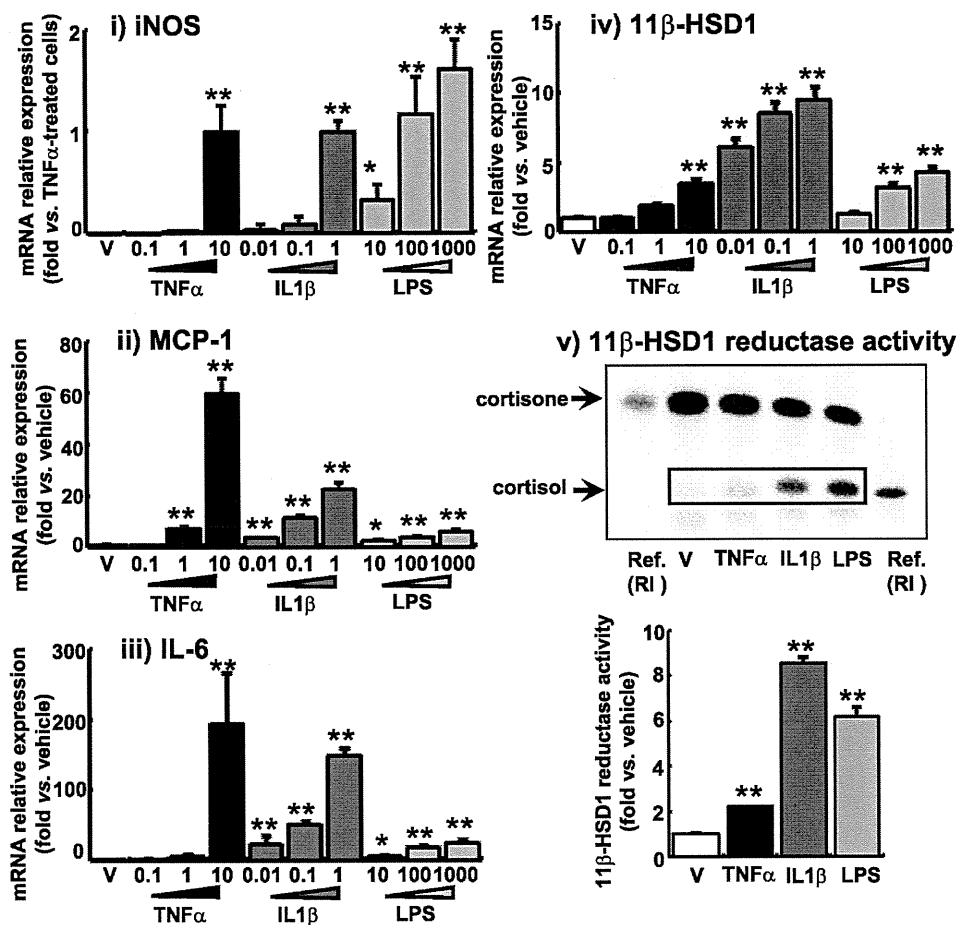 i) iNOS
mRNA relative expression
(fold vs. TNFα-treated cells)
2
1
0
** ** * ** **
V 0.1 1 10 0.01 0.1 1 10 100 1000
TNFα IL1β LPS
ii) MCP-1
mRNA relative expression
(fold vs. vehicle)
80
60
40
20
0
** ** ** ** ** * ** **
V 0.1 1 10 0.01 0.1 1 10 100 1000
TNFα IL1β LPS
iii) IL-6
mRNA relative expression
(fold vs. vehicle)
300
200
100
0
** ** ** ** * ** **
V 0.1 1 10 0.01 0.1 1 10 100 1000
TNFα IL1β LPS
iv) 11β-HSD1
mRNA relative expression
(fold vs. vehicle)
15
10
5
0
** ** ** ** ** **
V 0.1 1 10 0.01 0.1 1 10 100 1000
TNFα IL1β LPS
v) 11β-HSD1 reductase activity
cortisone
cortisol
Ref. V TNFα IL1β LPS Ref.
(RI ) (RI )
11β-HSD1 reductase activity
(fold vs. vehicle)
10
8
6
4
2
0
** ** **
V TNFα IL1β LPS